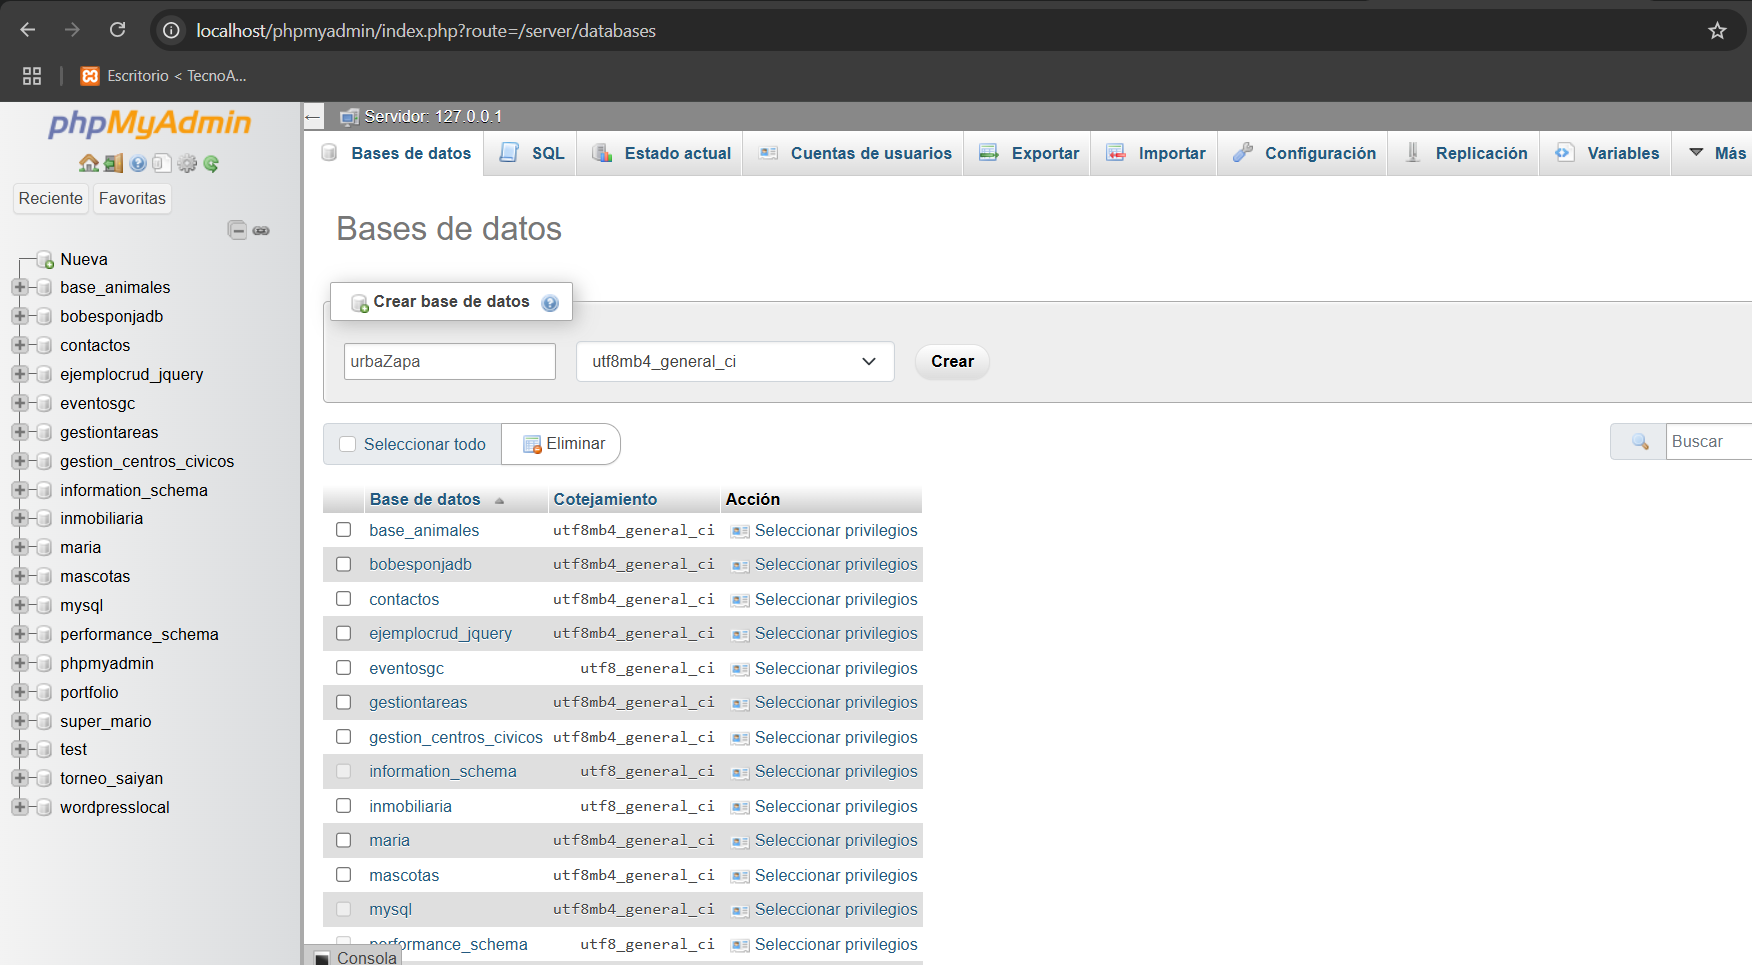 localhost/phpmyadmin/index.php?route=/server/databases
Escritorio < TecnoA...
phpMyAdmin
Reciente Favoritas
Nueva
base_animales
bobesponjadb
contactos
ejemplocrud_jquery
eventosgc
gestiontareas
gestion_centros_civicos
information_schema
inmobiliaria
maria
mascotas
mysql
performance_schema
phpmyadmin
portfolio
super_mario
test
torneo_saiyan
wordpresslocal
Servidor: 127.0.0.1
Bases de datos SQL Estado actual Cuentas de usuarios Exportar Importar Configuración Replicación Variables Más
Bases de datos
Crear base de datos
urbaZapa utf8mb4_general_ci Crear
Seleccionar todo Eliminar Buscar
Base de datos Cotejamiento Acción
base_animales utf8mb4_general_ci Seleccionar privilegios
bobesponjadb utf8mb4_general_ci Seleccionar privilegios
contactos utf8mb4_general_ci Seleccionar privilegios
ejemplocrud_jquery utf8mb4_general_ci Seleccionar privilegios
eventosgc utf8_general_ci Seleccionar privilegios
gestiontareas utf8mb4_general_ci Seleccionar privilegios
gestion_centros_civicos utf8mb4_general_ci Seleccionar privilegios
information_schema utf8_general_ci Seleccionar privilegios
inmobiliaria utf8_general_ci Seleccionar privilegios
maria utf8mb4_general_ci Seleccionar privilegios
mascotas utf8mb4_general_ci Seleccionar privilegios
mysql utf8mb4_general_ci Seleccionar privilegios
performance_schema utf8_general_ci Seleccionar privilegios
Consola